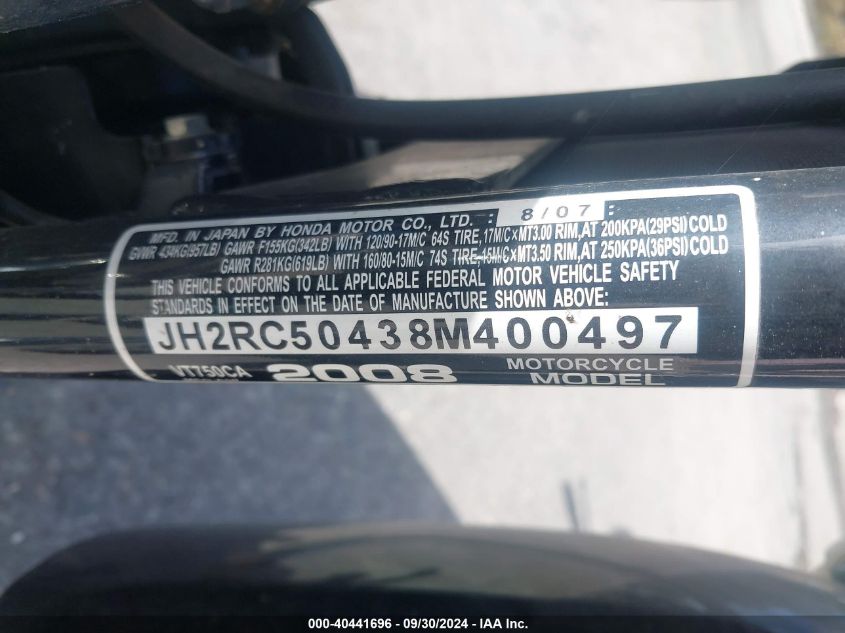 MFD. IN JAPAN BY HONDA MOTOR CO., LTD. : 8/07 :
GVWR 434KG(957LB) GAWR F155KG(342LB) WITH 120/90-17M/C 64S TIRE,17M/C×MT3.00 RIM,AT 200KPA(29PSI)COLD
GAWR R281KG(619LB) WITH 160/80-15M/C 74S TIRE 15M/C×MT3.50 RIM,AT 250KPA(36PSI)COLD
THIS VEHICLE CONFORMS TO ALL APPLICABLE FEDERAL MOTOR VEHICLE SAFETY
STANDARDS IN EFFECT ON THE DATE OF MANUFACTURE SHOWN ABOVE:
JH2RC50438M400497
VT750CA 2008 MOTORCYCLE MODEL
000-40441696 - 09/30/2024 - IAA Inc.